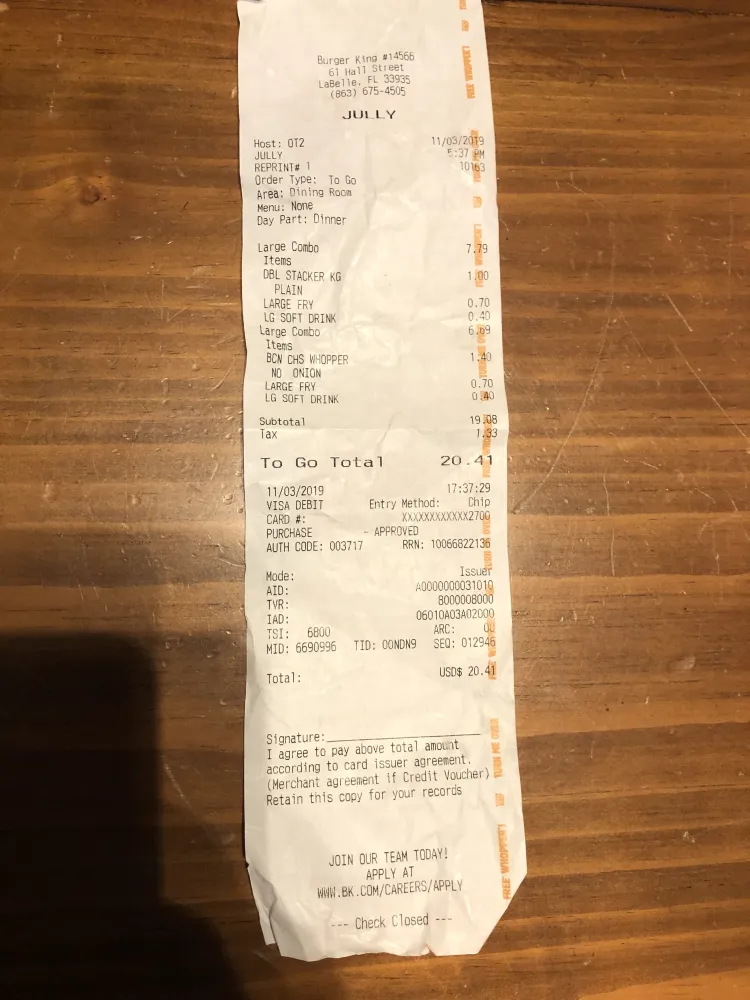 Burger King #14566
61 Hall Street
LaBelle, FL 33935
(863) 675-4505
JULLY
Host: OT2 11/03/2019
JULLY 5:37 PM
REPRINT# 1 10163
Order Type: To Go
Area: Dining Room
Menu: None
Day Part: Dinner
Large Combo 7.79
Items
DBL STACKER KG 1.00
PLAIN
LARGE FRY 0.70
LG SOFT DRINK 0.40
Large Combo 6.69
Items
BCN CHS WHOPPER 1.40
NO ONION
LARGE FRY 0.70
LG SOFT DRINK 0.40
Subtotal 19.08
Tax 1.33
To Go Total 20.41
11/03/2019 17:37:29
VISA DEBIT Entry Method: Chip
CARD #: XXXXXXXXXXXX2700
PURCHASE - APPROVED
AUTH CODE: 003717 RRN: 10066822136
Mode: Issuer
AID: A0000000031010
TVR: 8000008000
IAD: 06010A03A02000
TSI: 6800 ARC:
MID: 6690996 TID: 00NDN9 SEQ: 012946
Total: USD$ 20.41
Signature:
I agree to pay above total amount
according to card issuer agreement.
(Merchant agreement if Credit Voucher)
Retain this copy for your records
JOIN OUR TEAM TODAY!
APPLY AT
WWW.BK.COM/CAREERS/APPLY
--- Check Closed ---
FREE WHOPPER!
TURN ME OVER
FREE WHOPPER!